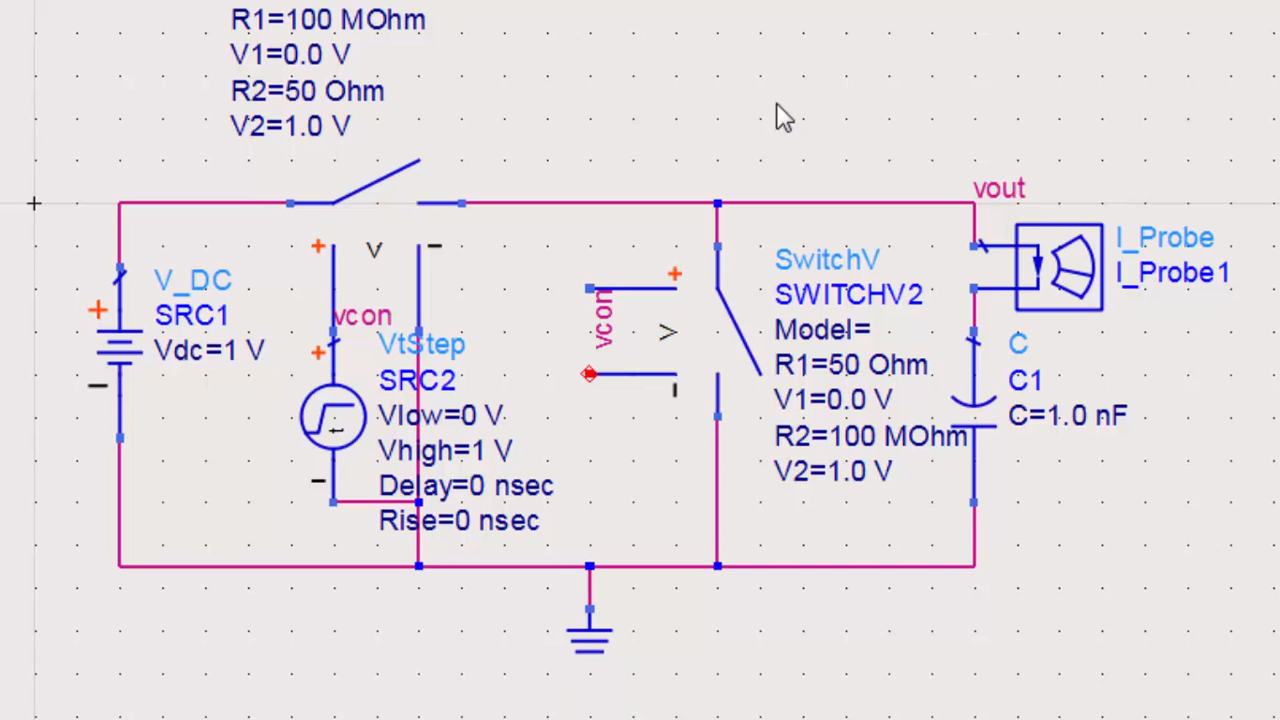 R1=100 MOhm
V1=0.0 V
R2=50 Ohm
V2=1.0 V
vout
I_Probe
I_Probe1
+
V
−
V_DC
SRC1
Vdc=1 V
+
−
vcon
+
VtStep
SRC2
Vlow=0 V
Vhigh=1 V
Delay=0 nsec
Rise=0 nsec
t
−
vcon
+
V
−
SwitchV
SWITCHV2
Model=
R1=50 Ohm
V1=0.0 V
R2=100 MOhm
V2=1.0 V
C
C1
C=1.0 nF